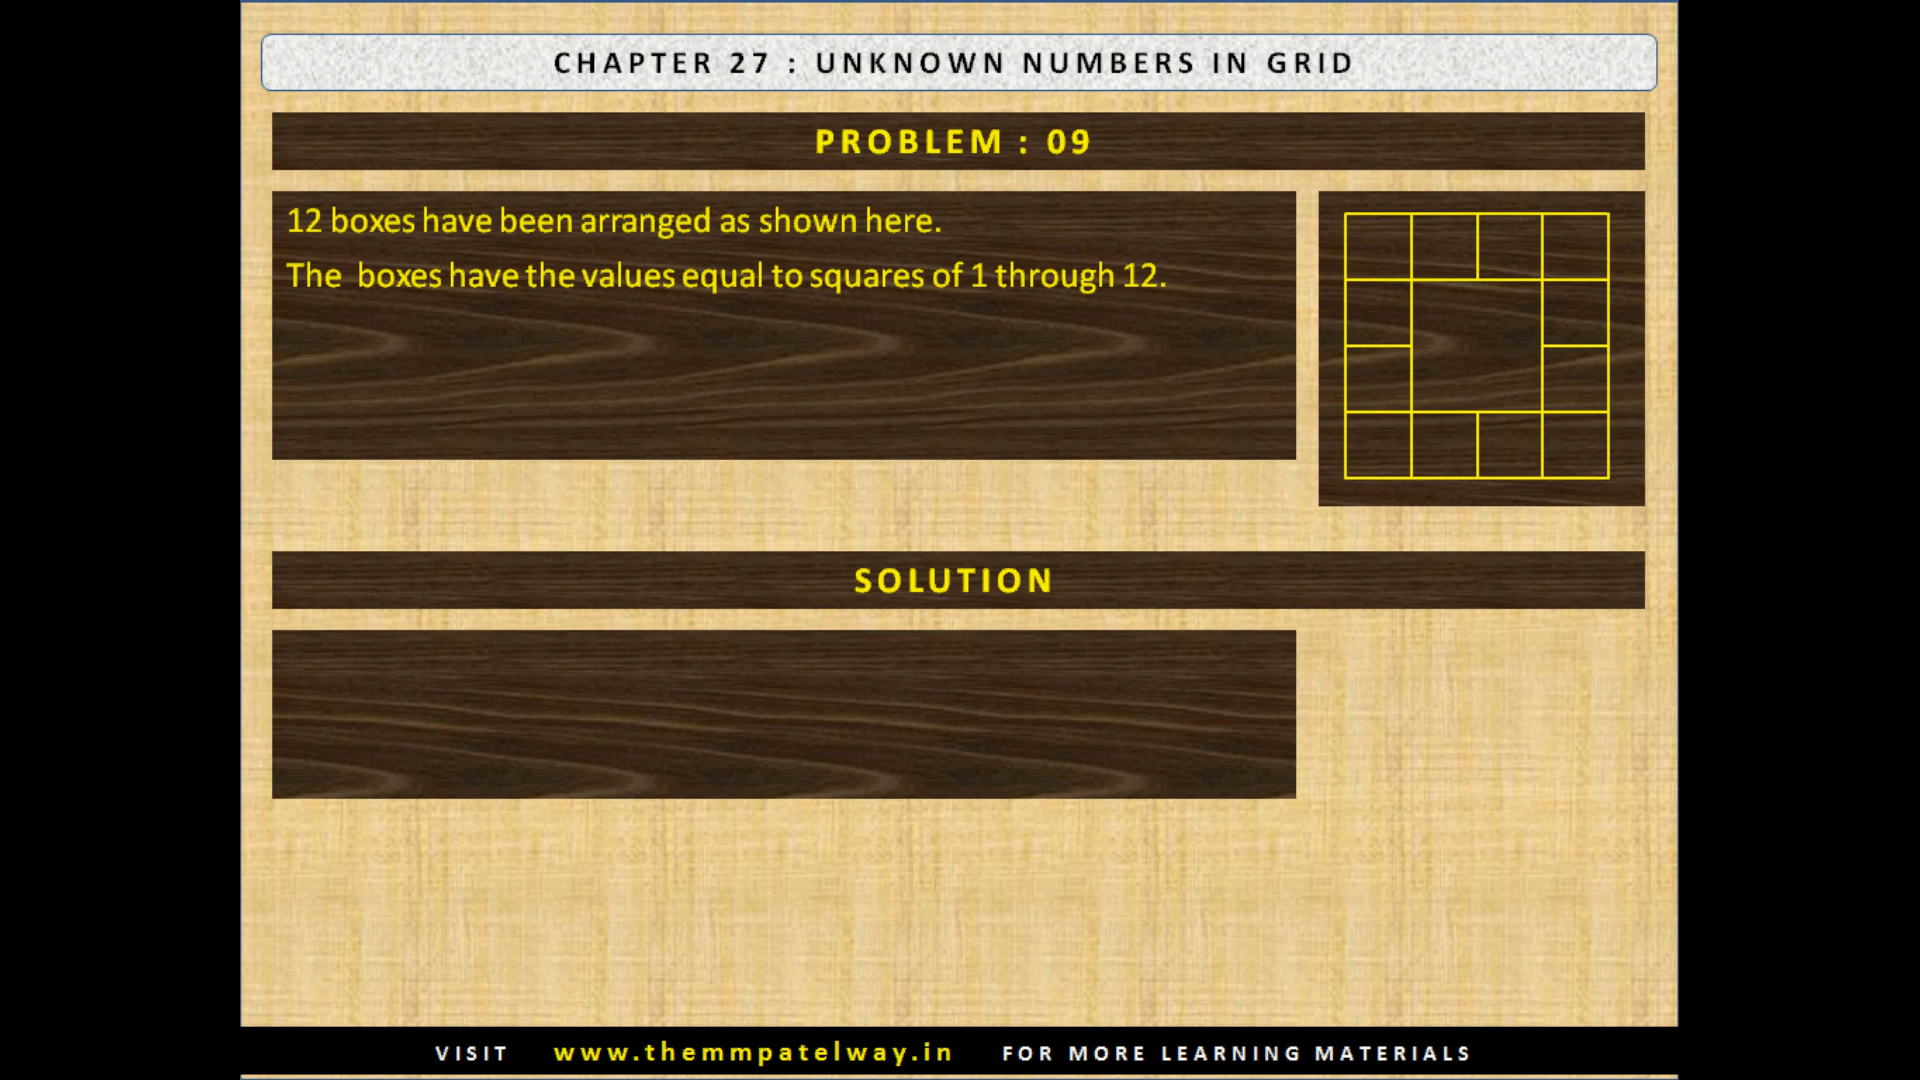 CHAPTER 27 : UNKNOWN NUMBERS IN GRID
PROBLEM : 09
12 boxes have been arranged as shown here.
The boxes have the values equal to squares of 1 through 12.
SOLUTION
VISIT www.themmpatelway.in FOR MORE LEARNING MATERIALS